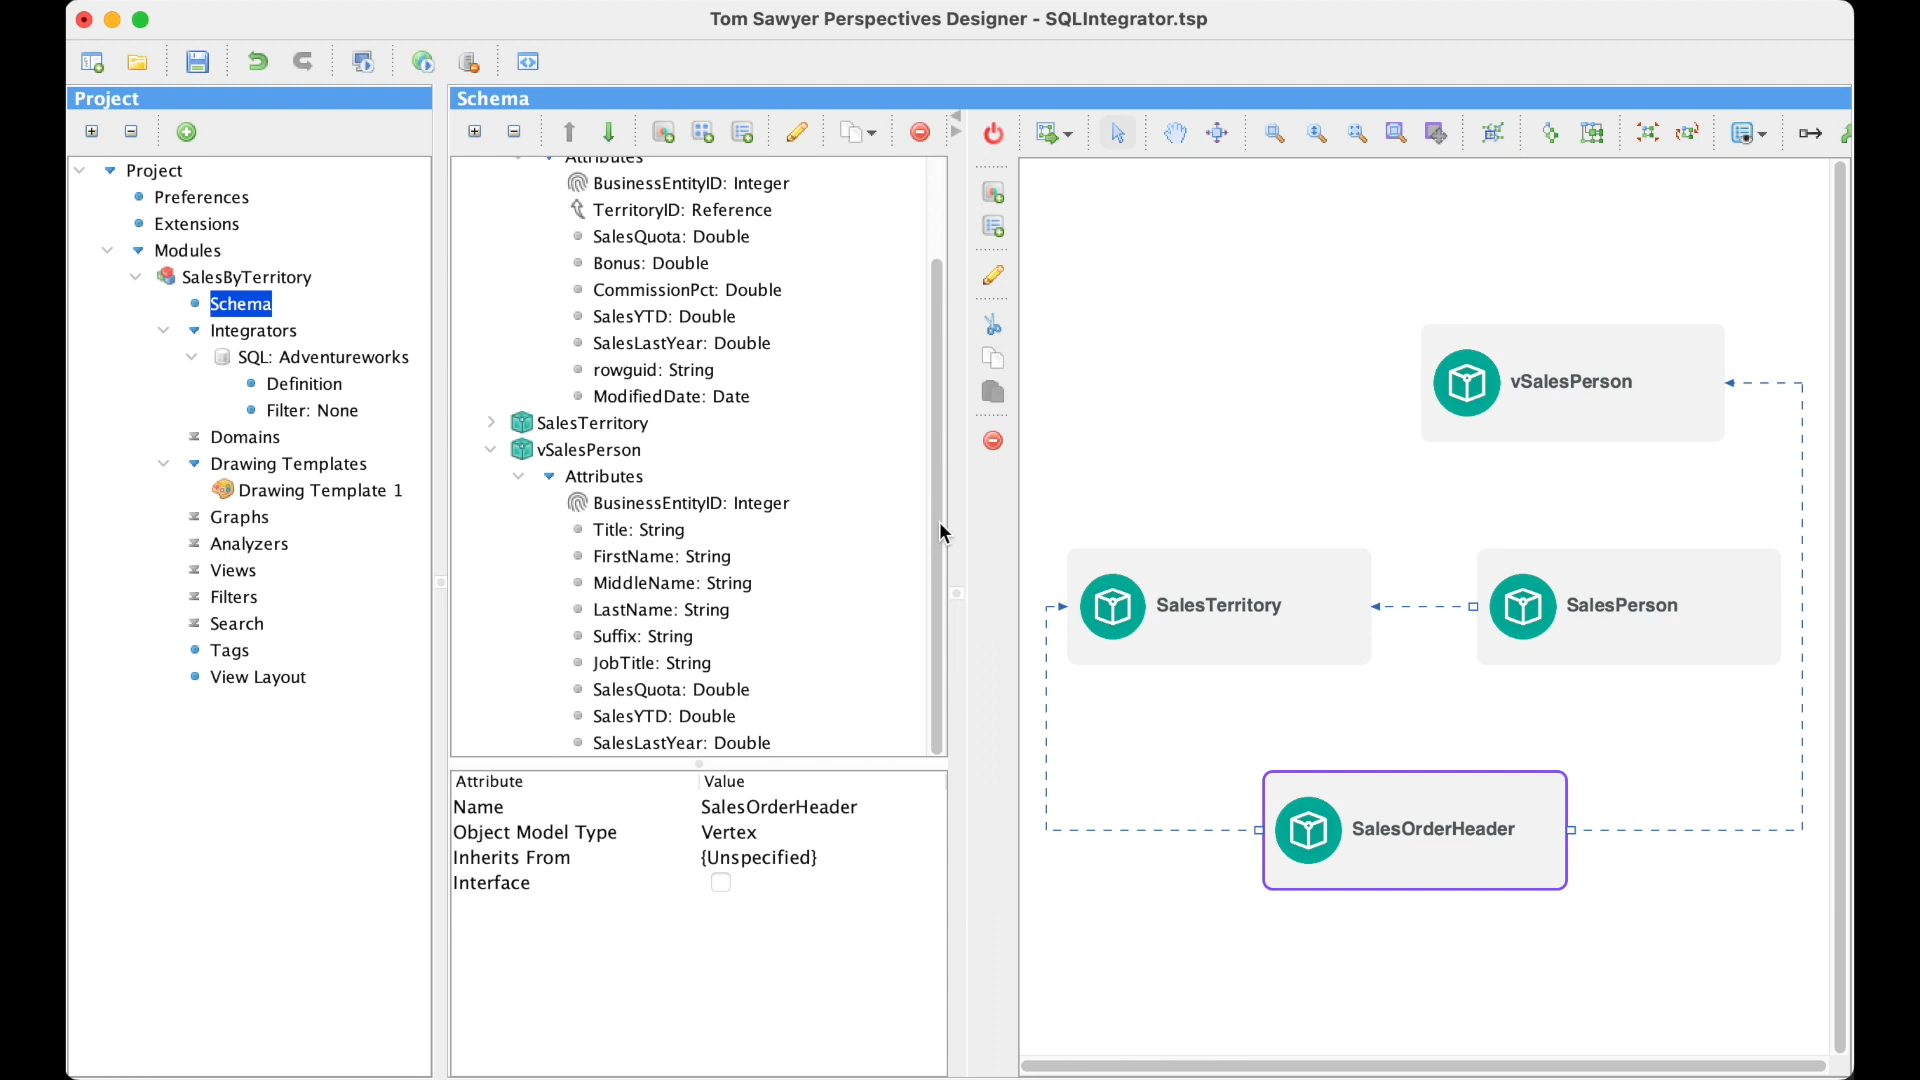 Tom Sawyer Perspectives Designer - SQLIntegrator.tsp
Project
Project
Preferences
Extensions
Modules
SalesByTerritory
Schema
Integrators
SQL: Adventureworks
Definition
Filter: None
Domains
Drawing Templates
Drawing Template 1
Graphs
Analyzers
Views
Filters
Search
Tags
View Layout
Schema
Attributes
BusinessEntityID: Integer
TerritoryID: Reference
SalesQuota: Double
Bonus: Double
CommissionPct: Double
SalesYTD: Double
SalesLastYear: Double
rowguid: String
ModifiedDate: Date
SalesTerritory
vSalesPerson
Attributes
BusinessEntityID: Integer
Title: String
FirstName: String
MiddleName: String
LastName: String
Suffix: String
JobTitle: String
SalesQuota: Double
SalesYTD: Double
SalesLastYear: Double
Attribute Value
Name SalesOrderHeader
Object Model Type Vertex
Inherits From {Unspecified}
Interface
vSalesPerson
SalesTerritory
SalesPerson
SalesOrderHeader